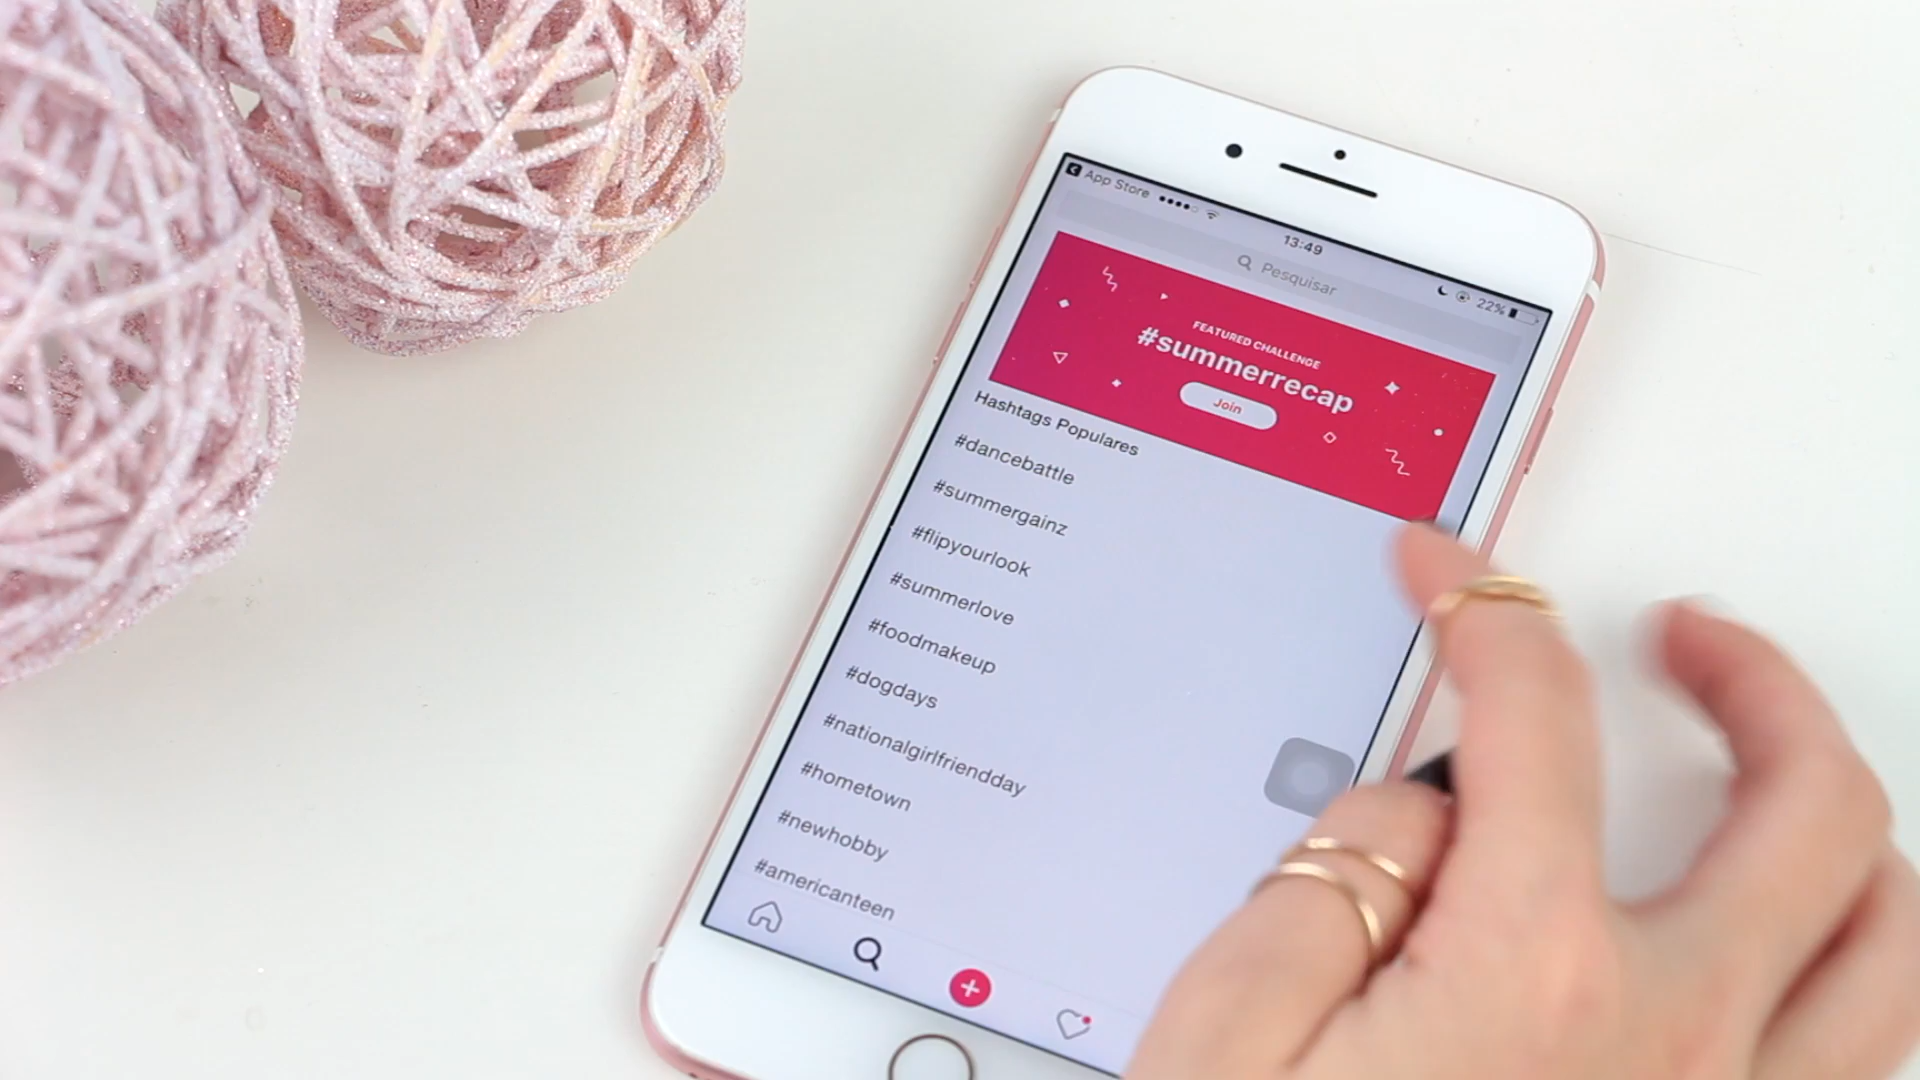 App Store
13:49
22%
Pesquisar
FEATURED CHALLENGE
#summerrecap
Join
Hashtags Populares
#dancebattle
#summergainz
#flipyourlook
#summerlove
#foodmakeup
#dogdays
#nationalgirlfriendday
#hometown
#newhobby
#americanteen